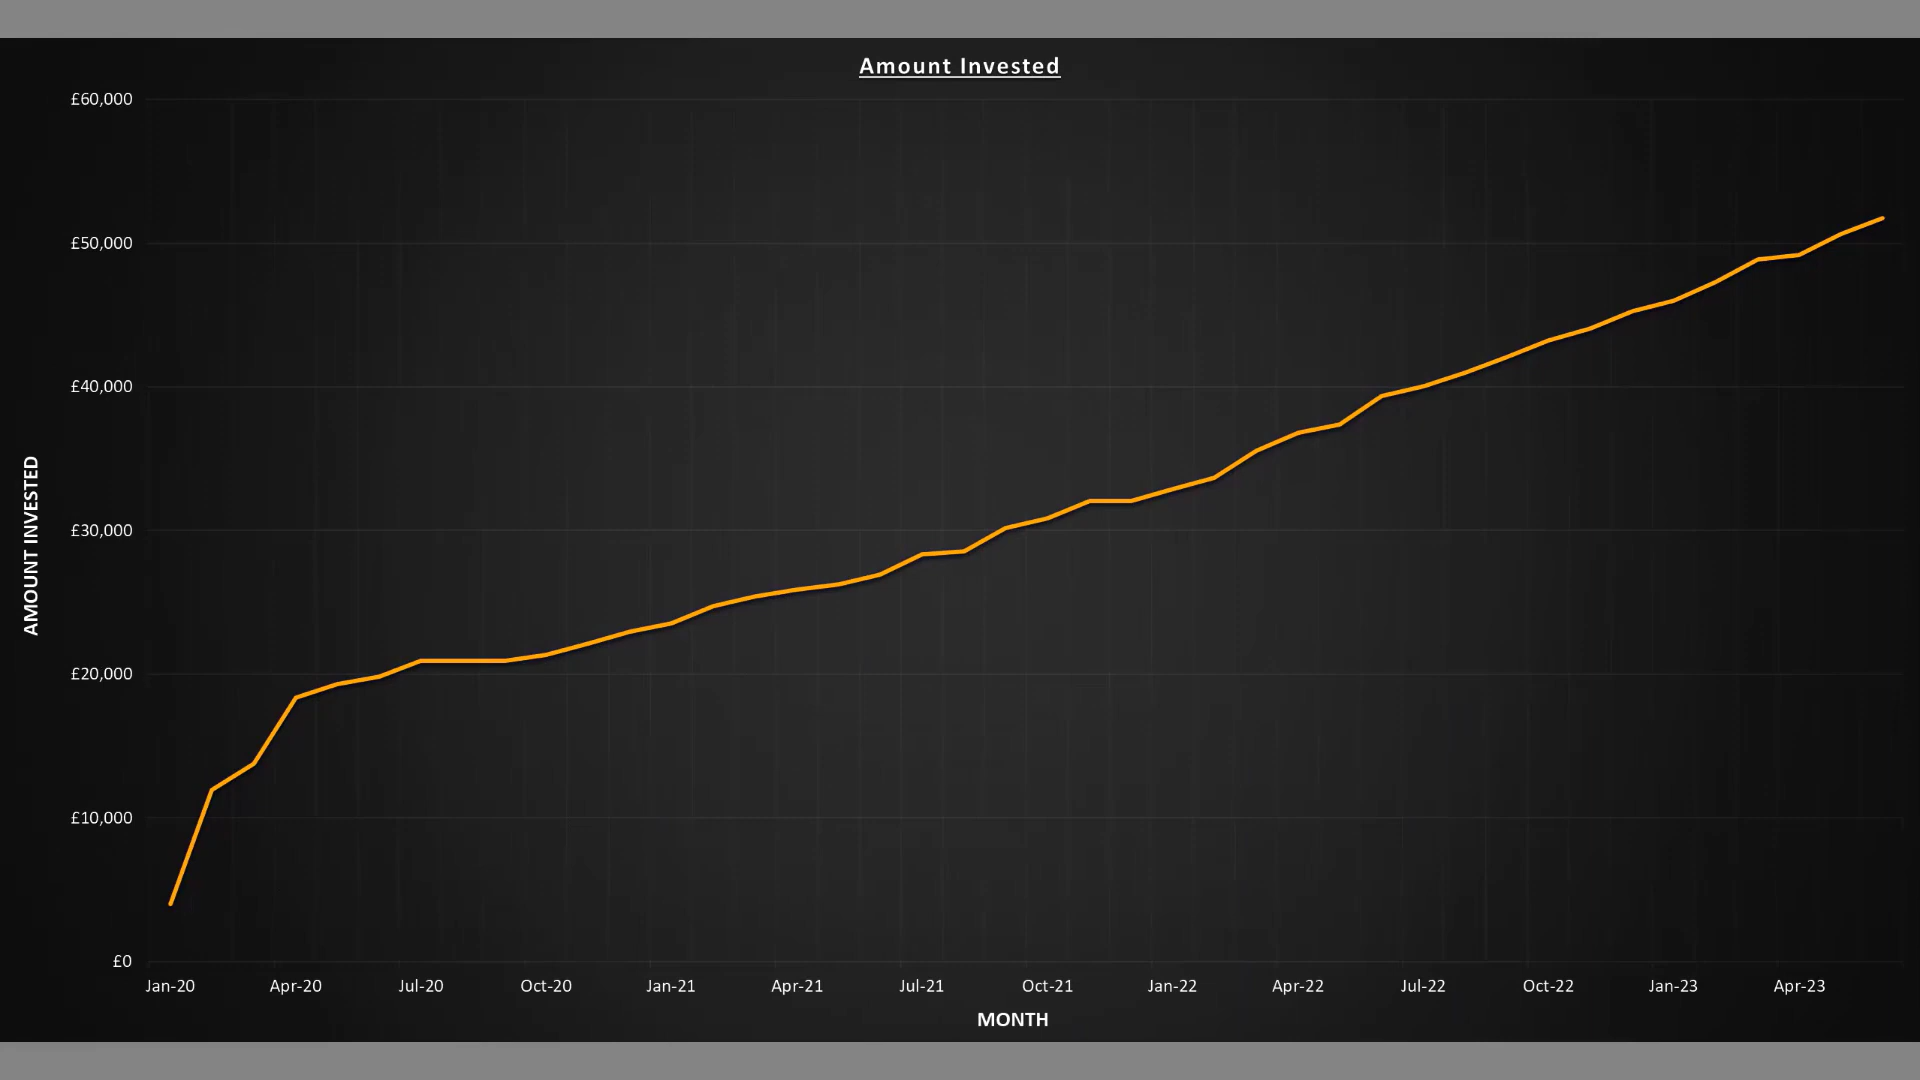 Amount Invested
£60,000
£50,000
£40,000
£30,000
£20,000
£10,000
£0
AMOUNT INVESTED
Jan-20 Apr-20 Jul-20 Oct-20 Jan-21 Apr-21 Jul-21 Oct-21 Jan-22 Apr-22 Jul-22 Oct-22 Jan-23 Apr-23
MONTH